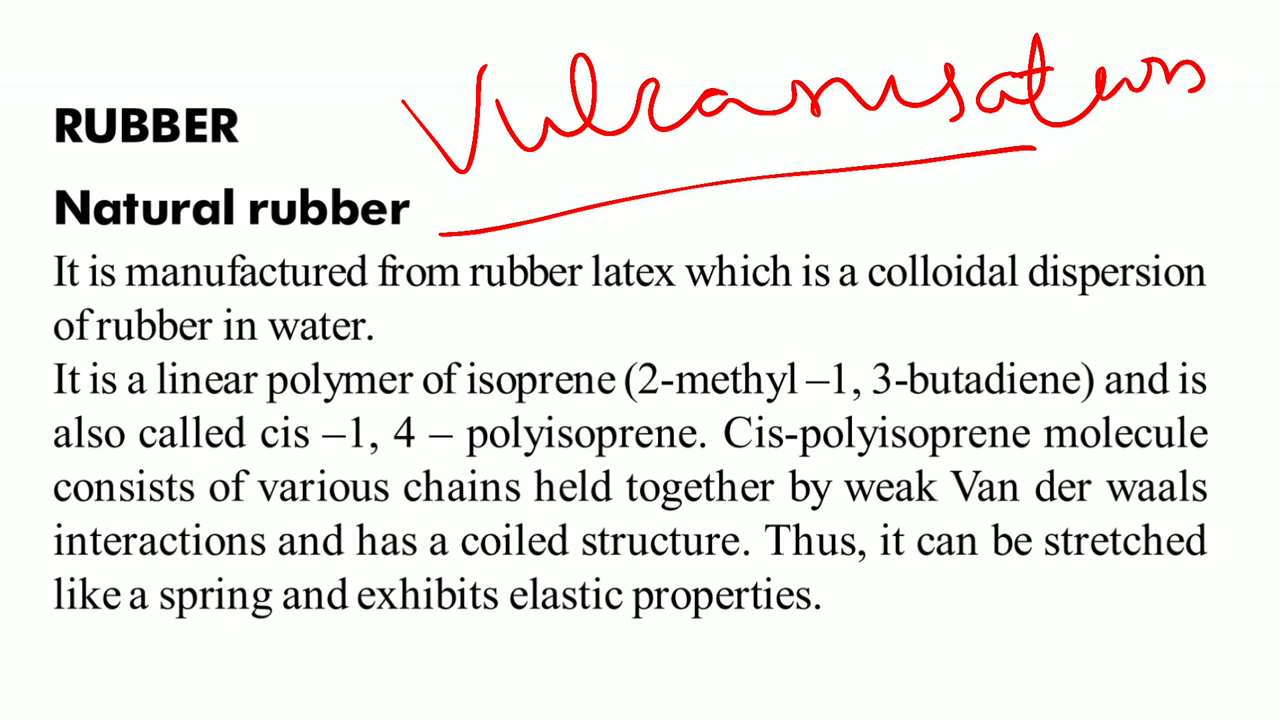 Vulcanisation
RUBBER
Natural rubber
It is manufactured from rubber latex which is a colloidal dispersion
of rubber in water.
It is a linear polymer of isoprene (2-methyl –1, 3-butadiene) and is
also called cis –1, 4 – polyisoprene. Cis-polyisoprene molecule
consists of various chains held together by weak Van der waals
interactions and has a coiled structure. Thus, it can be stretched
like a spring and exhibits elastic properties.